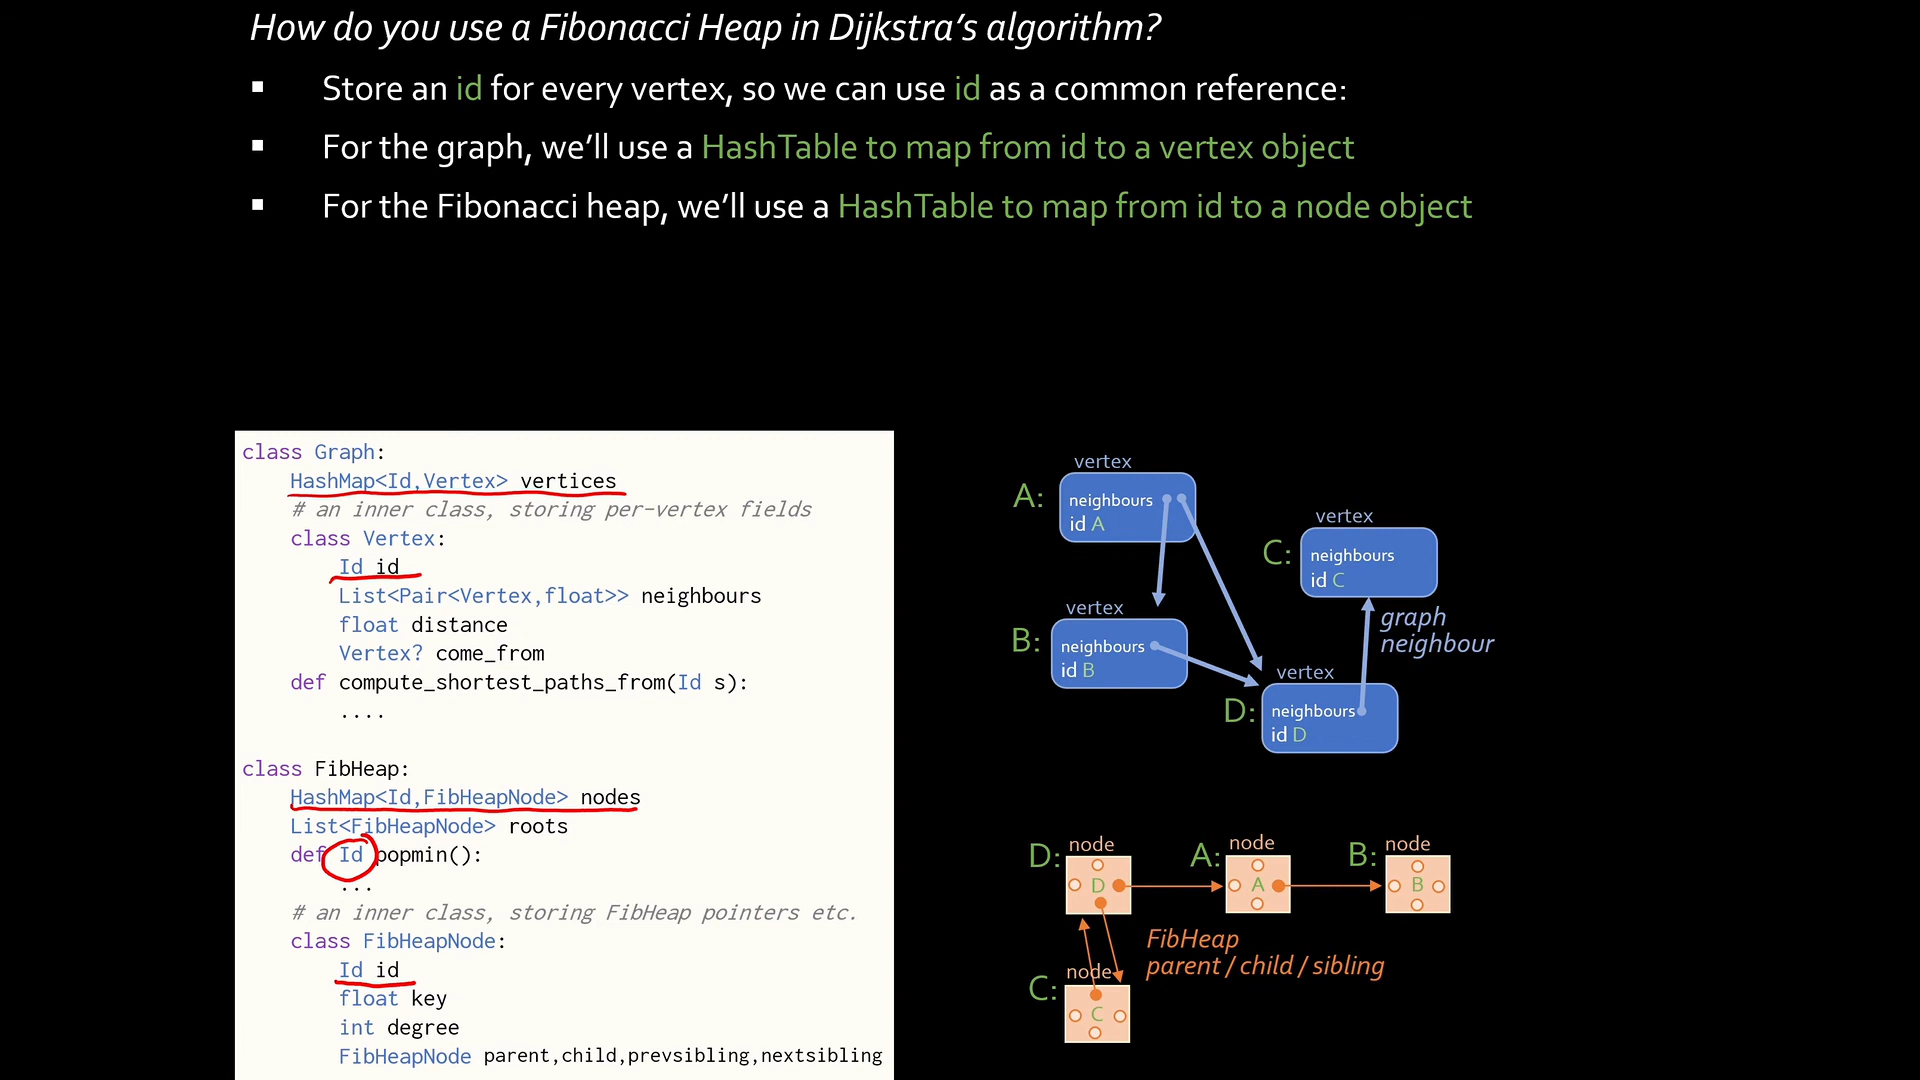 How do you use a Fibonacci Heap in Dijkstra's algorithm?
▪ Store an id for every vertex, so we can use id as a common reference:
▪ For the graph, we'll use a HashTable to map from id to a vertex object
▪ For the Fibonacci heap, we'll use a HashTable to map from id to a node object
class Graph:
HashMap<Id,Vertex> vertices
# an inner class, storing per-vertex fields
class Vertex:
Id id
List<Pair<Vertex,float>> neighbours
float distance
Vertex? come_from
def compute_shortest_paths_from(Id s):
....
class FibHeap:
HashMap<Id,FibHeapNode> nodes
List<FibHeapNode> roots
def Id popmin():
...
# an inner class, storing FibHeap pointers etc.
class FibHeapNode:
Id id
float key
int degree
FibHeapNode parent,child,prevsibling,nextsibling
vertex
A:
neighbours
id A
vertex
C:
neighbours
id C
vertex
B:
neighbours
id B
graph
neighbour
vertex
D:
neighbours
id D
D:
node
D
A:
node
A
B:
node
B
FibHeap
parent / child / sibling
C:
node
C